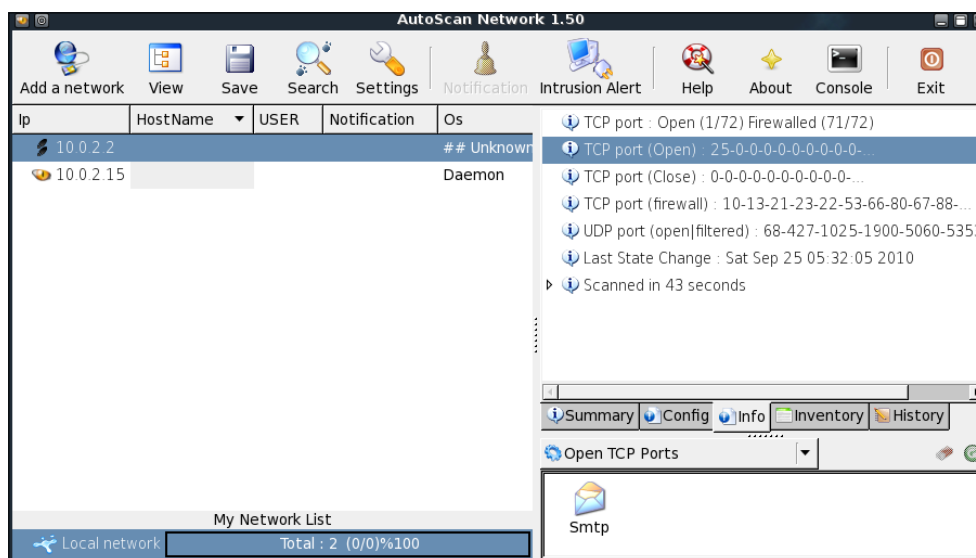 AutoScan Network 1.50
Add a network View Save Search Settings Notification Intrusion Alert Help About Console Exit
Ip HostName USER Notification Os
10.0.2.2 ## Unknown
10.0.2.15 Daemon
TCP port : Open (1/72) Firewalled (71/72)
TCP port (Open) : 25-0-0-0-0-0-0-0-0-0-...
TCP port (Close) : 0-0-0-0-0-0-0-0-0-0-...
TCP port (firewall) : 10-13-21-23-22-53-66-80-67-88-...
UDP port (open|filtered) : 68-427-1025-1900-5060-5353
Last State Change : Sat Sep 25 05:32:05 2010
Scanned in 43 seconds
Summary Config Info Inventory History
Open TCP Ports
Smtp
My Network List
Local network Total : 2 (0/0)%100